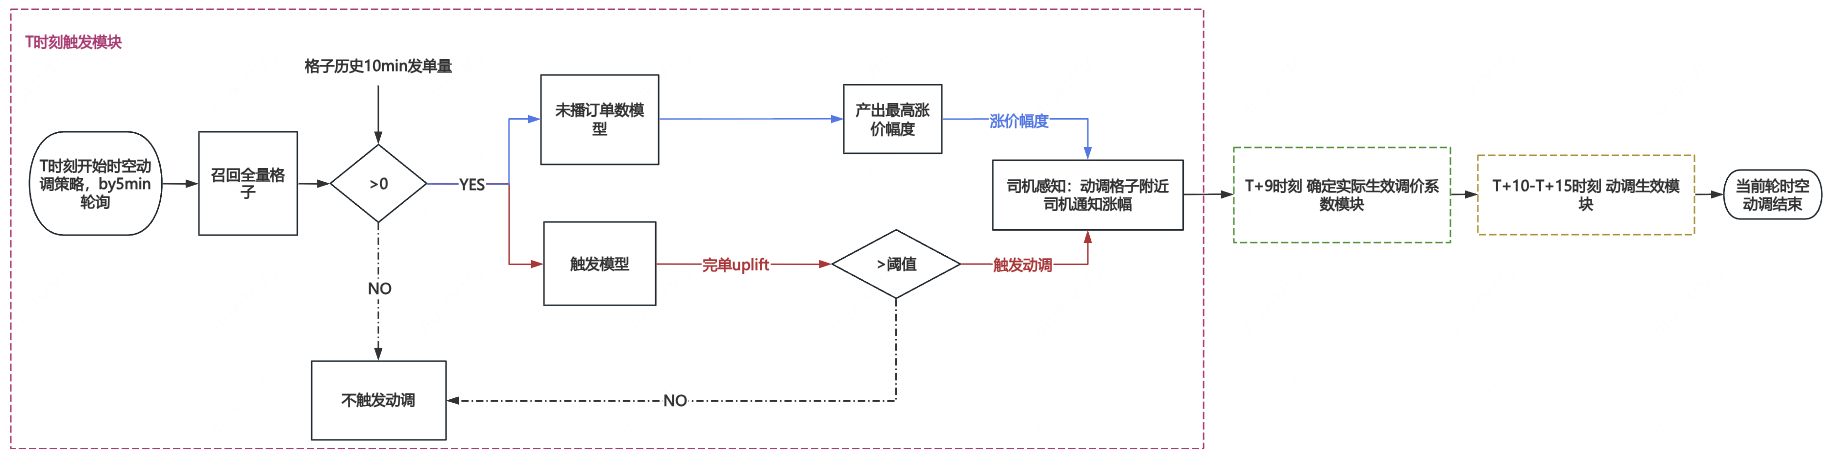 T时刻触发模块
格子历史10min发单量
T时刻开始时空动
调策略，by5min
轮询
召回全量格
子
>0
YES
NO
未播订单数模
型
产出最高涨
价幅度
涨价幅度
触发模型
完单uplift
>阈值
触发动调
NO
不触发动调
司机感知：动调格子附近
司机通知涨幅
T+9时刻 确定实际生效调价系
数模块
T+10-T+15时刻 动调生效模
块
当前轮时空
动调结束